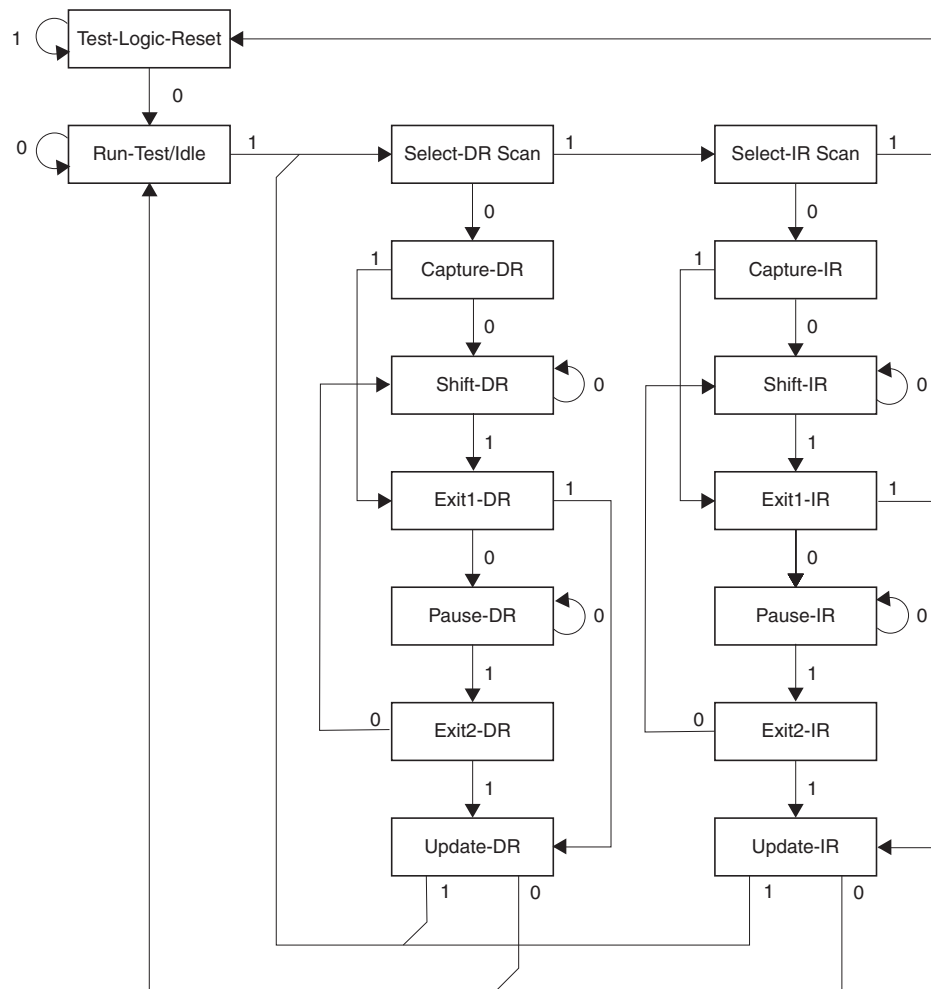 Test-Logic-Reset
1
0
Run-Test/Idle
0
1
Select-DR Scan
1
Select-IR Scan
1
0
0
Capture-DR
1
Capture-IR
1
0
0
Shift-DR
0
Shift-IR
0
1
1
Exit1-DR
1
Exit1-IR
1
0
0
Pause-DR
0
Pause-IR
0
1
1
Exit2-DR
0
Exit2-IR
0
1
1
Update-DR
Update-IR
1
0
1
0